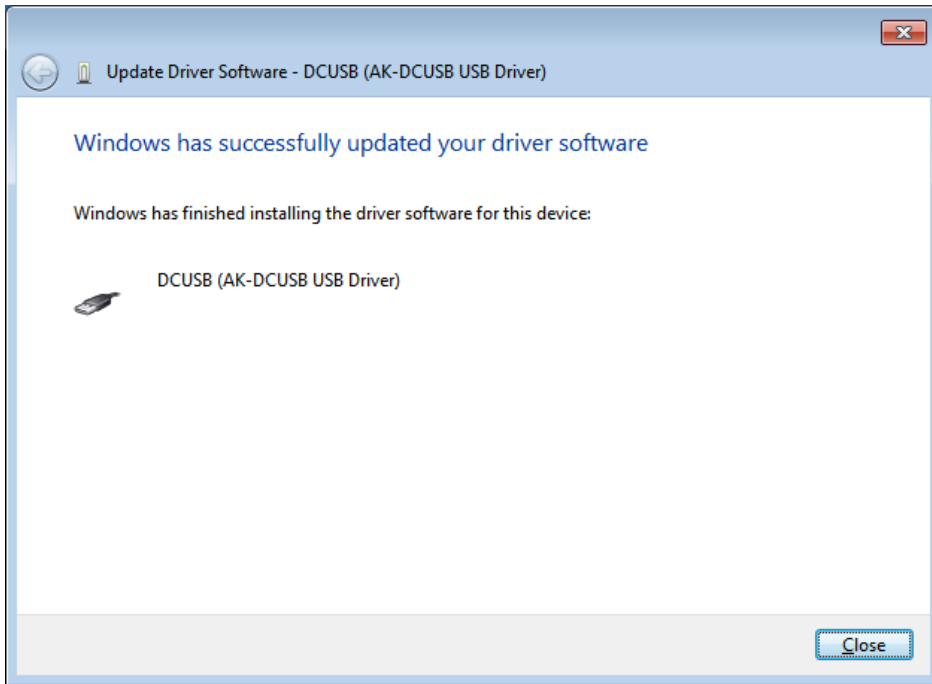 Update Driver Software - DCUSB (AK-DCUSB USB Driver)
Windows has successfully updated your driver software
Windows has finished installing the driver software for this device:
DCUSB (AK-DCUSB USB Driver)
Close